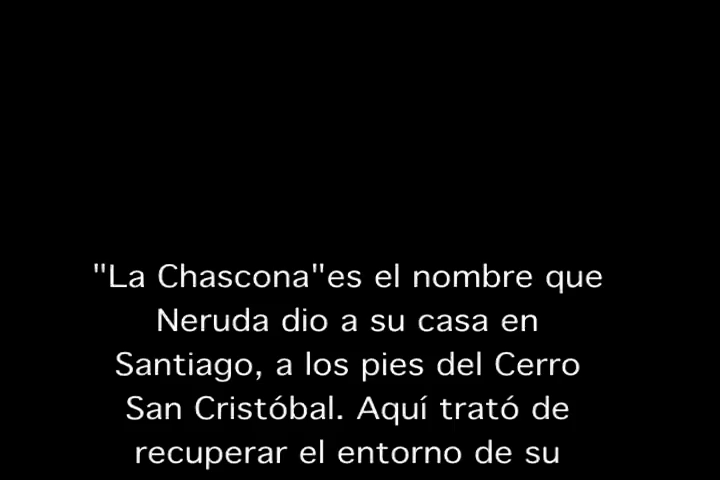 "La Chascona"es el nombre que
Neruda dio a su casa en
Santiago, a los pies del Cerro
San Cristóbal. Aquí trató de
recuperar el entorno de su